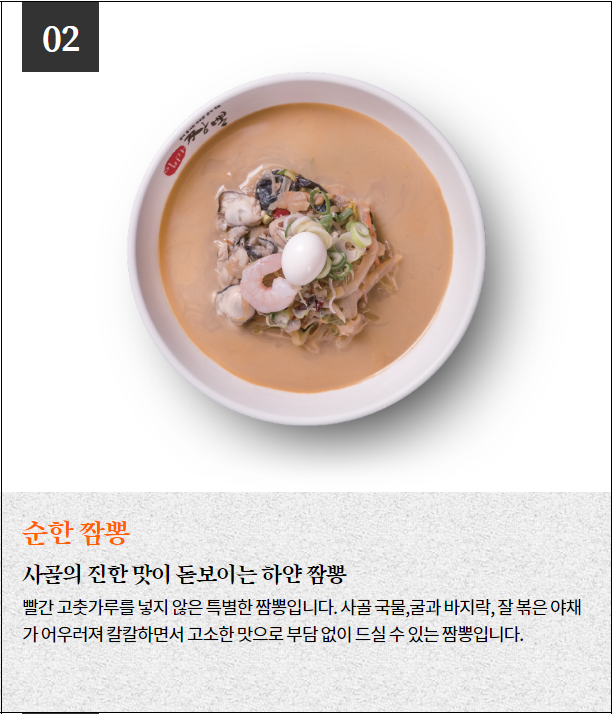 02
순한 짬뽕
사골의 진한 맛이 돋보이는 하얀 짬뽕
빨간 고춧가루를 넣지 않은 특별한 짬뽕입니다. 사골 국물,굴과 바지락, 잘 볶은 야채
가 어우러져 칼칼하면서 고소한 맛으로 부담 없이 드실 수 있는 짬뽕입니다.